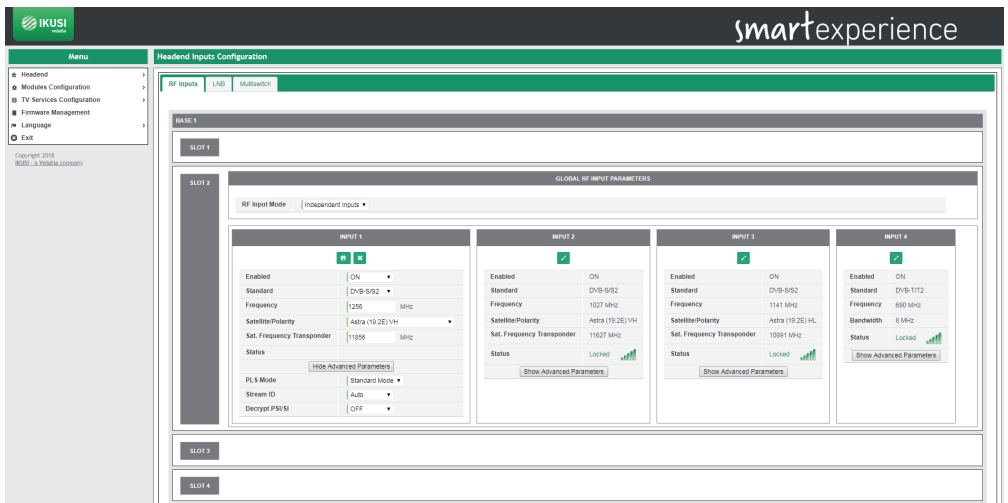 IKUSI
velatia
smartexperience
Menu
Headend
Modules Configuration
TV Services Configuration
Firmware Management
Language
Exit
Copyright 2018
IKUSI - a Velatia company
Headend Inputs Configuration
RF Inputs LNB Multiswitch
BASE 1
SLOT 1
SLOT 2
GLOBAL RF INPUT PARAMETERS
RF Input Mode Independent Inputs
INPUT 1
Enabled ON
Standard DVB-S/S2
Frequency 1256 MHz
Satellite/Polarity Astra (19.2E) VH
Sat. Frequency Transponder 11856 MHz
Status
Hide Advanced Parameters
PLS Mode Standard Mode
Stream ID Auto
Decrypt PSI/SI OFF
INPUT 2
Enabled ON
Standard DVB-S/S2
Frequency 1027 MHz
Satellite/Polarity Astra (19.2E) VH
Sat. Frequency Transponder 11627 MHz
Status Locked
Show Advanced Parameters
INPUT 3
Enabled ON
Standard DVB-S/S2
Frequency 1141 MHz
Satellite/Polarity Astra (19.2E) HL
Sat. Frequency Transponder 10891 MHz
Status Locked
Show Advanced Parameters
INPUT 4
Enabled ON
Standard DVB-T/T2
Frequency 690 MHz
Bandwidth 8 MHz
Status Locked
Show Advanced Parameters
SLOT 3
SLOT 4